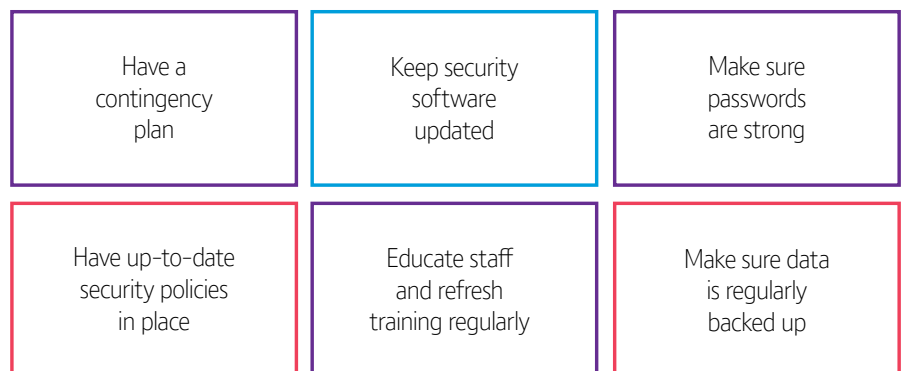 Have a
contingency
plan
Keep security
software
updated
Make sure
passwords
are strong
Have up-to-date
security policies
in place
Educate staff
and refresh
training regularly
Make sure data
is regularly
backed up